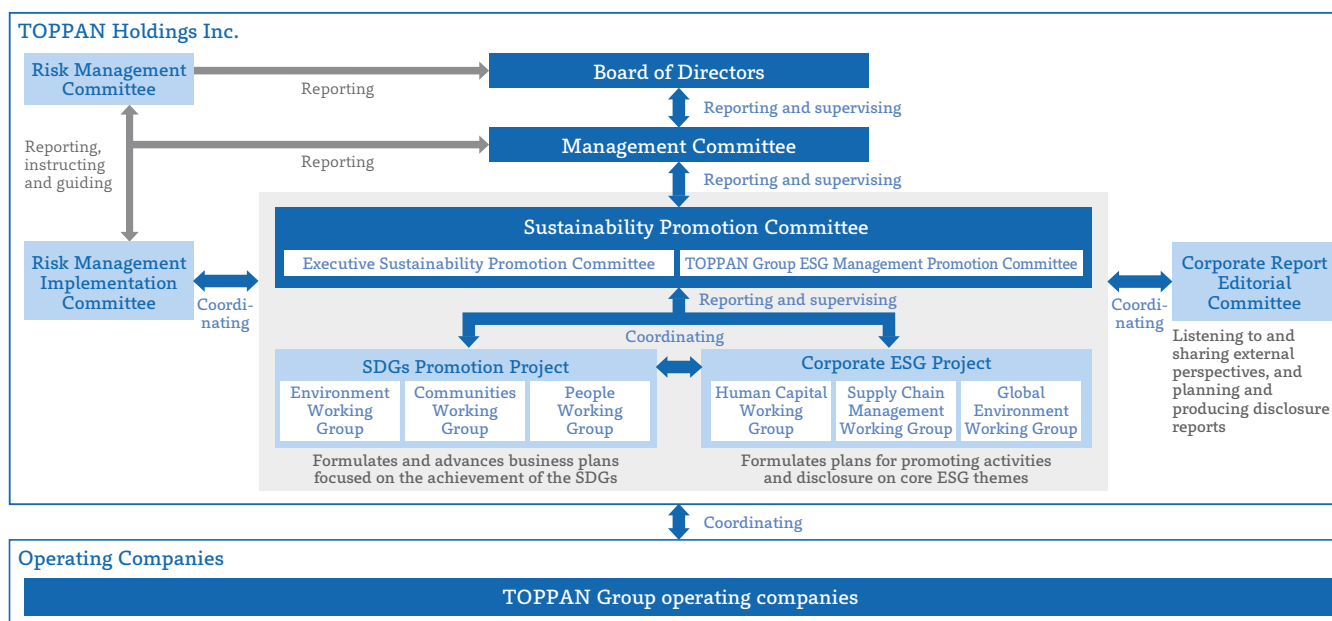 TOPPAN Holdings Inc.
Risk Management
Committee
Reporting
Board of Directors
Reporting and supervising
Reporting,
instructing
and guiding
Reporting
Management Committee
Reporting and supervising
Sustainability Promotion Committee
Executive Sustainability Promotion Committee
TOPPAN Group ESG Management Promotion Committee
Risk Management
Implementation
Committee
Coordi-
nating
Coordi-
nating
Corporate Report
Editorial
Committee
Listening to and
sharing external
perspectives, and
planning and
producing disclosure
reports
Reporting and supervising
Coordinating
SDGs Promotion Project
Environment
Working
Group
Communities
Working
Group
People
Working
Group
Formulates and advances business plans
focused on the achievement of the SDGs
Corporate ESG Project
Human Capital
Working
Group
Supply Chain
Management
Working Group
Global
Environment
Working Group
Formulates plans for promoting activities
and disclosure on core ESG themes
Coordinating
Operating Companies
TOPPAN Group operating companies